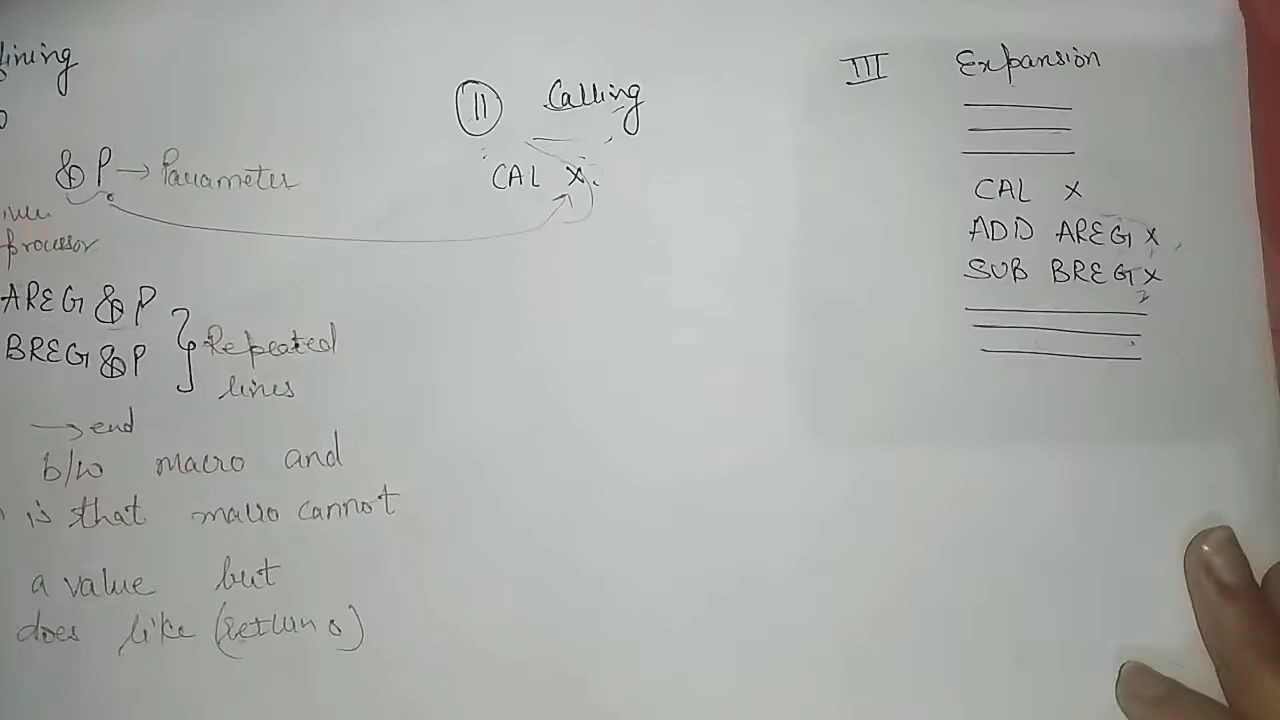 fining
&P → Parameter
processor
AREG &P
BREG &P
Repeated
lines
→ end
b/w macro and
is that macro cannot
a value but
does like (return 0)
II Calling
CAL X
III Expansion
CAL X
ADD AREG X
SUB BREG X